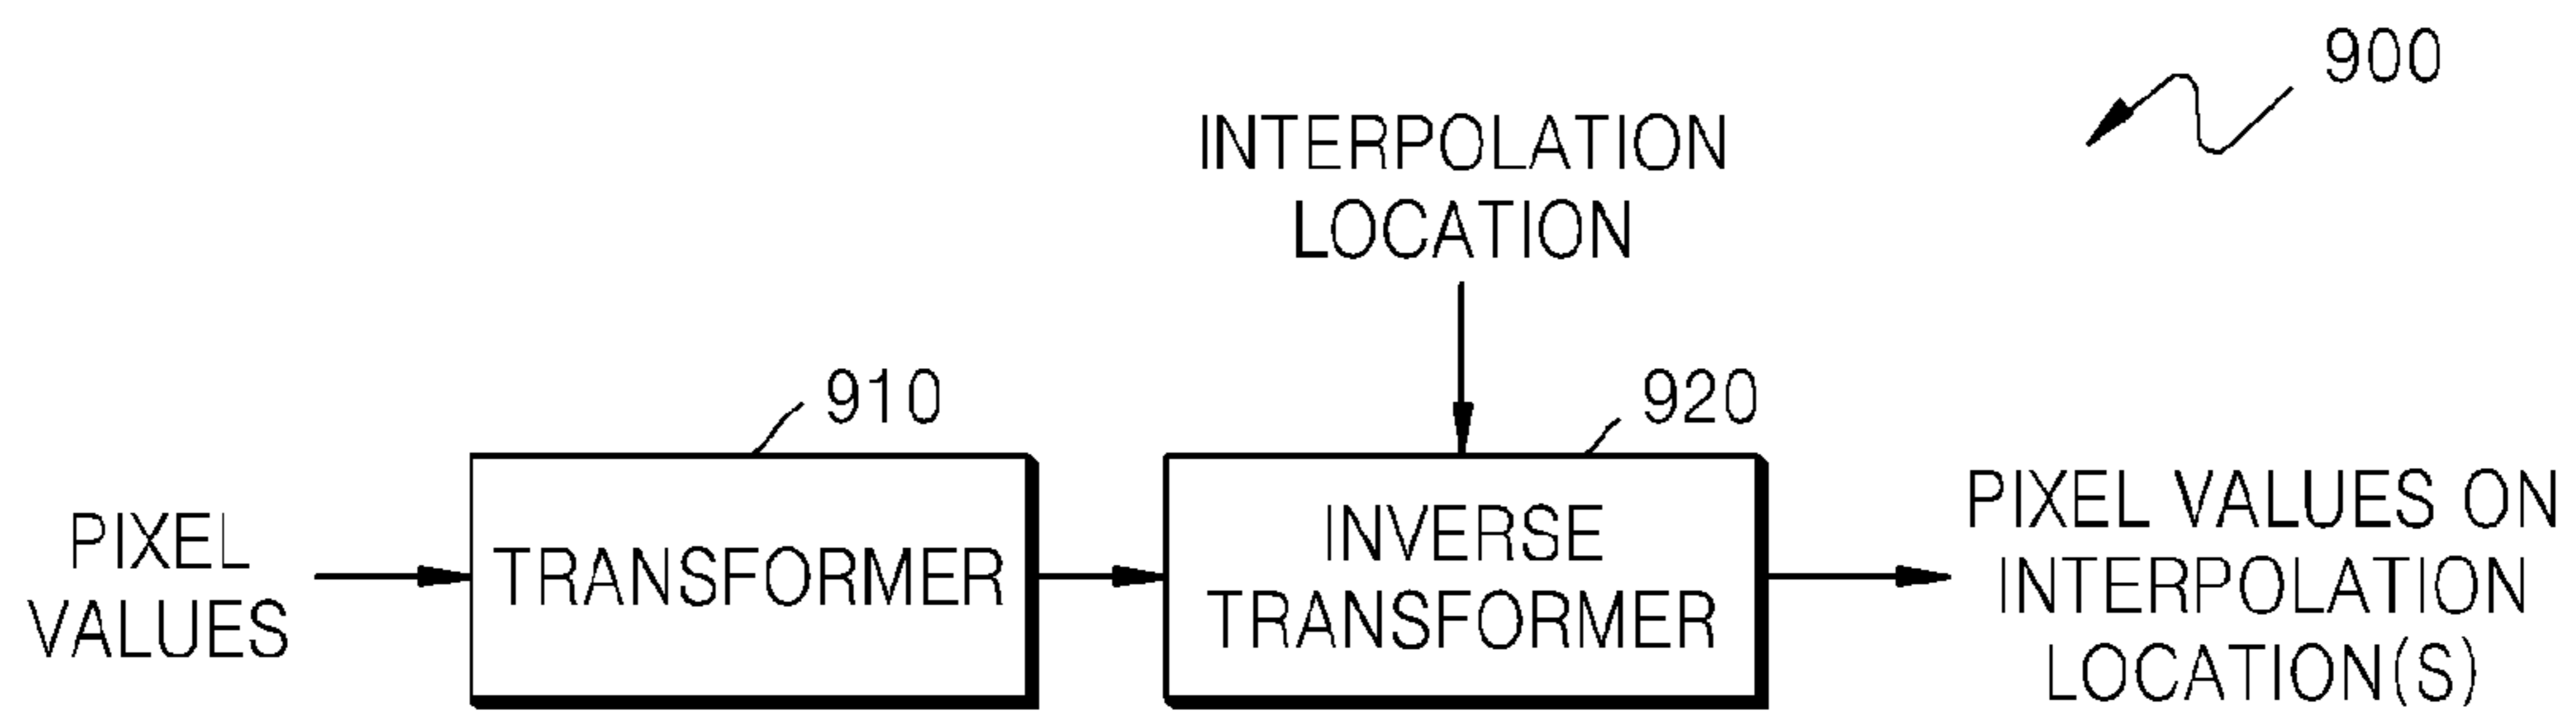 900
INTERPOLATION
LOCATION
910
920
PIXEL
VALUES
TRANSFORMER
INVERSE
TRANSFORMER
PIXEL VALUES ON
INTERPOLATION
LOCATION(S)